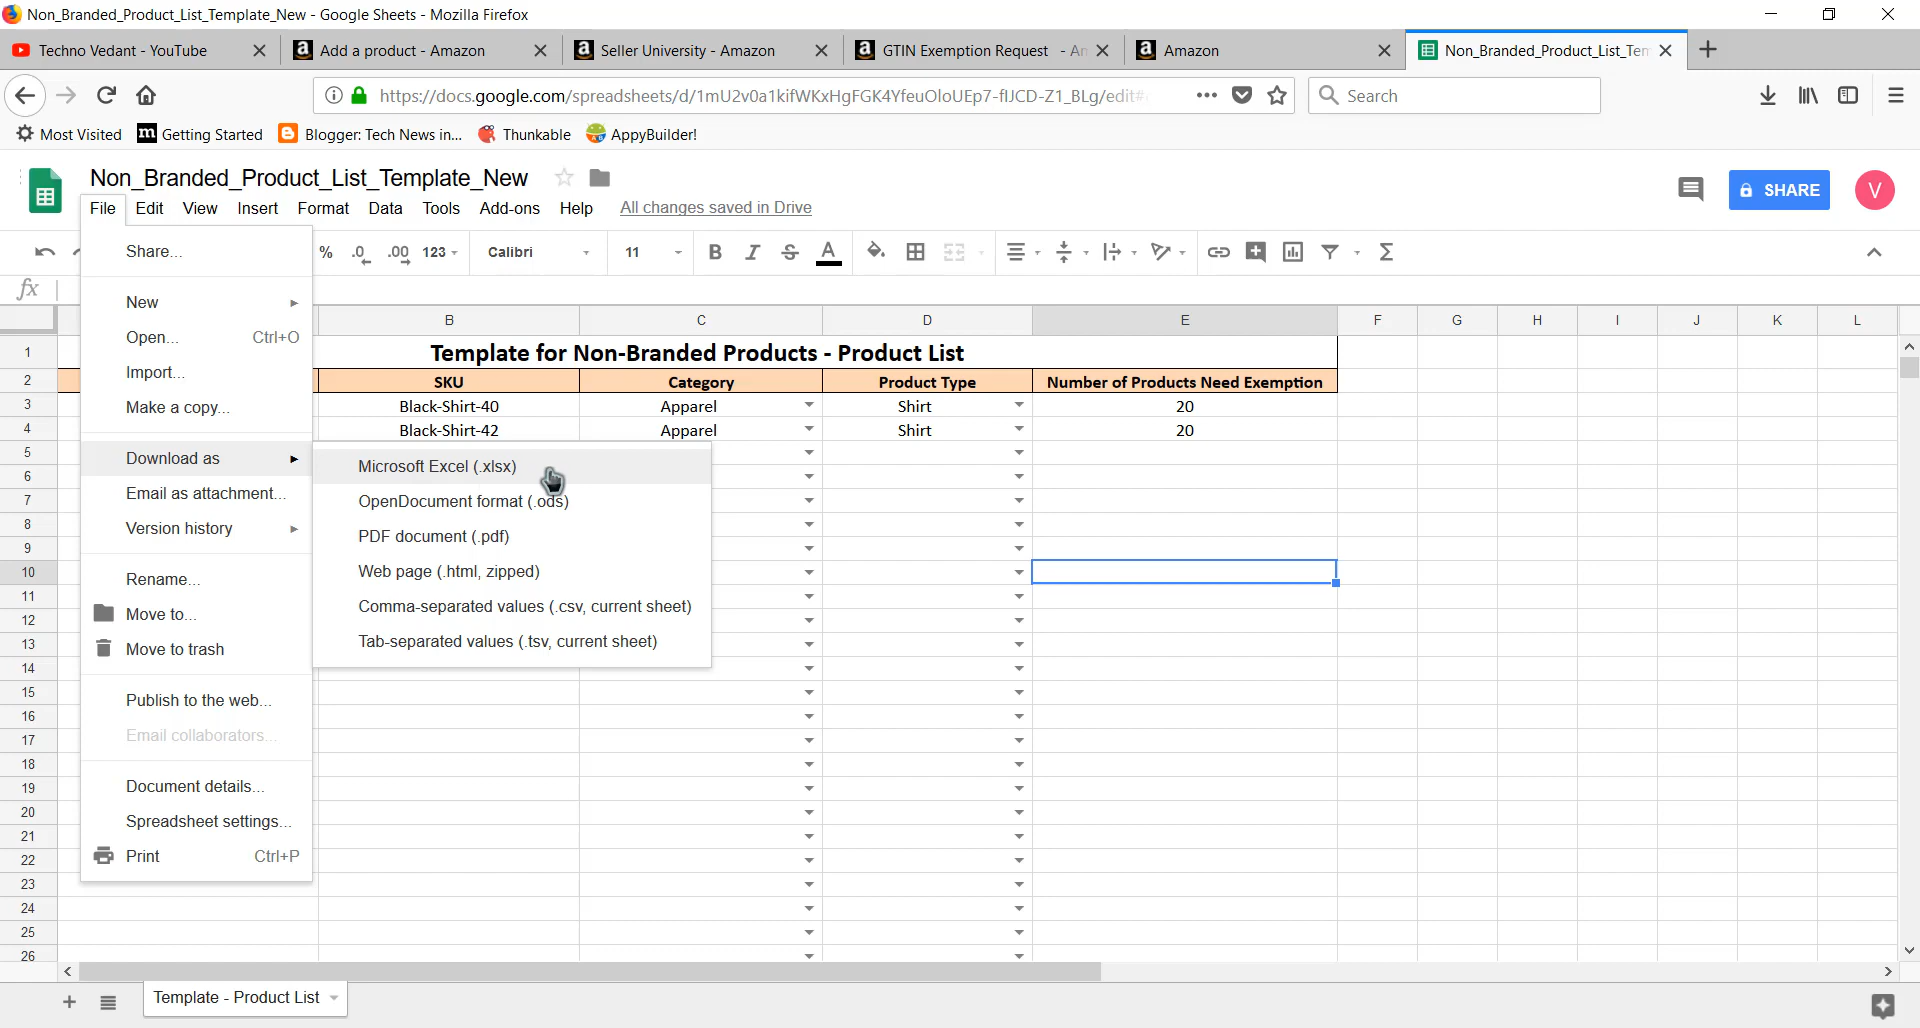 Non_Branded_Product_List_Template_New - Google Sheets - Mozilla Firefox
Techno Vedant - YouTube
Add a product - Amazon
Seller University - Amazon
GTIN Exemption Request - An
Amazon
Non_Branded_Product_List_Tem
https://docs.google.com/spreadsheets/d/1mU2v0a1kifWKxHgFGK4YfeuOloUEp7-fIJCD-Z1_BLg/edit#
Search
Most Visited
Getting Started
Blogger: Tech News in...
Thunkable
AppyBuilder!
Non_Branded_Product_List_Template_New
SHARE
V
File Edit View Insert Format Data Tools Add-ons Help All changes saved in Drive
% .0 .00 123 Calibri 11 B I S A
fx
Share...
New
Open... Ctrl+O
Import...
Make a copy...
Download as
Email as attachment...
Version history
Rename...
Move to...
Move to trash
Publish to the web...
Email collaborators...
Document details...
Spreadsheet settings...
Print Ctrl+P
Microsoft Excel (.xlsx)
OpenDocument format (.ods)
PDF document (.pdf)
Web page (.html, zipped)
Comma-separated values (.csv, current sheet)
Tab-separated values (.tsv, current sheet)
B C D E F G H I J K L
1 Template for Non-Branded Products - Product List
2 SKU Category Product Type Number of Products Need Exemption
3 Black-Shirt-40 Apparel Shirt 20
4 Black-Shirt-42 Apparel Shirt 20
5
6
7
8
9
10
11
12
13
14
15
16
17
18
19
20
21
22
23
24
25
26
Template - Product List